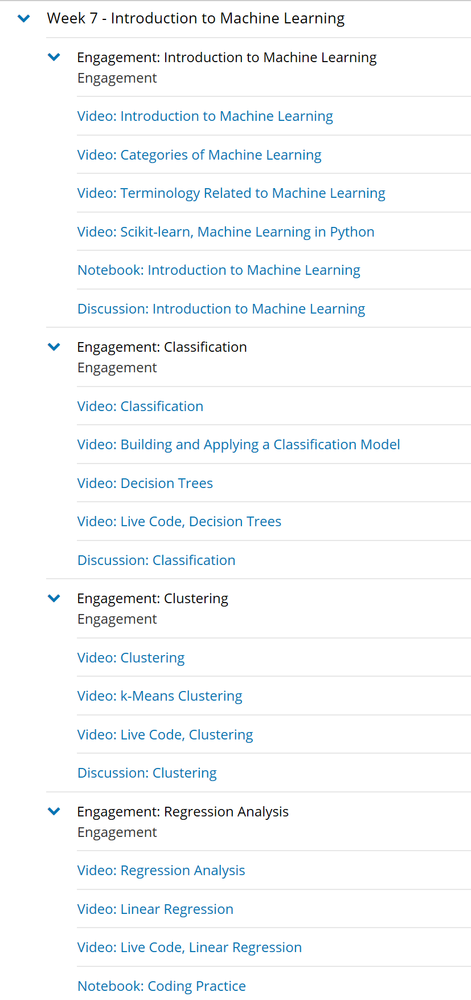 Week 7 - Introduction to Machine Learning
Engagement: Introduction to Machine Learning
Engagement
Video: Introduction to Machine Learning
Video: Categories of Machine Learning
Video: Terminology Related to Machine Learning
Video: Scikit-learn, Machine Learning in Python
Notebook: Introduction to Machine Learning
Discussion: Introduction to Machine Learning
Engagement: Classification
Engagement
Video: Classification
Video: Building and Applying a Classification Model
Video: Decision Trees
Video: Live Code, Decision Trees
Discussion: Classification
Engagement: Clustering
Engagement
Video: Clustering
Video: k-Means Clustering
Video: Live Code, Clustering
Discussion: Clustering
Engagement: Regression Analysis
Engagement
Video: Regression Analysis
Video: Linear Regression
Video: Live Code, Linear Regression
Notebook: Coding Practice